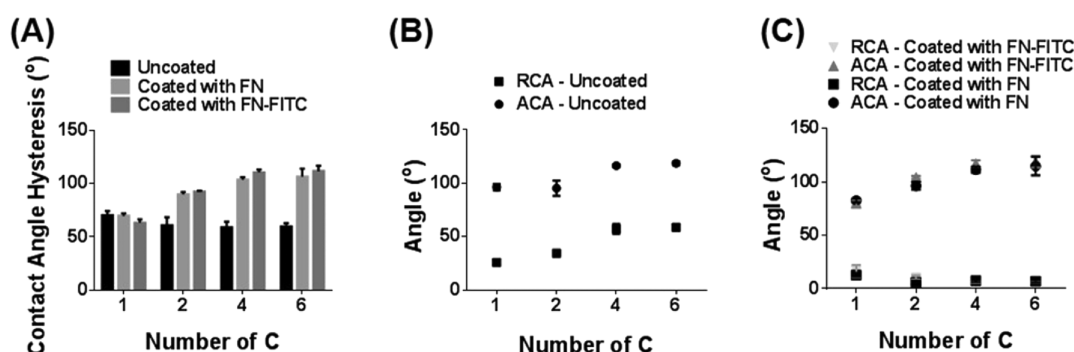 (A)
Uncoated
Coated with FN
Coated with FN-FITC
Contact Angle Hysteresis (º)
150
100
50
0
1 2 4 6
Number of C
(B)
RCA - Uncoated
ACA - Uncoated
Angle (º)
150
100
50
0
1 2 4 6
Number of C
(C)
RCA - Coated with FN-FITC
ACA - Coated with FN-FITC
RCA - Coated with FN
ACA - Coated with FN
Angle (º)
150
100
50
0
1 2 4 6
Number of C